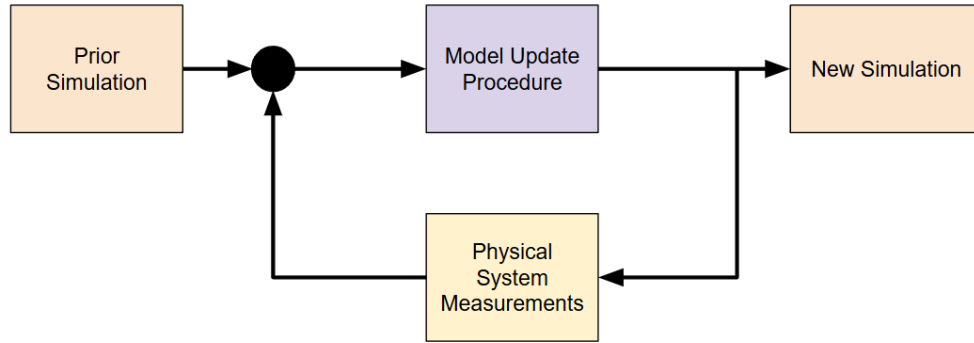 Prior
Simulation
Model Update
Procedure
New Simulation
Physical
System
Measurements